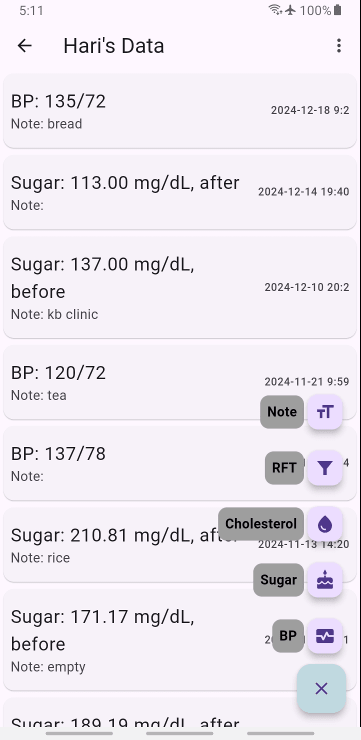 5:11
100%
Hari's Data
BP: 135/72
Note: bread
2024-12-18 9:2
Sugar: 113.00 mg/dL, after
Note:
2024-12-14 19:40
Sugar: 137.00 mg/dL,
before
Note: kb clinic
2024-12-10 20:2
BP: 120/72
Note: tea
2024-11-21 9:59
Note
BP: 137/78
Note:
RFT
4
Cholesterol
Sugar: 210.81 mg/dL, after
Note: rice
2024-11-13 14:20
Sugar
Sugar: 171.17 mg/dL,
before
Note: empty
BP
Sugar: 189.19 mg/dL, after